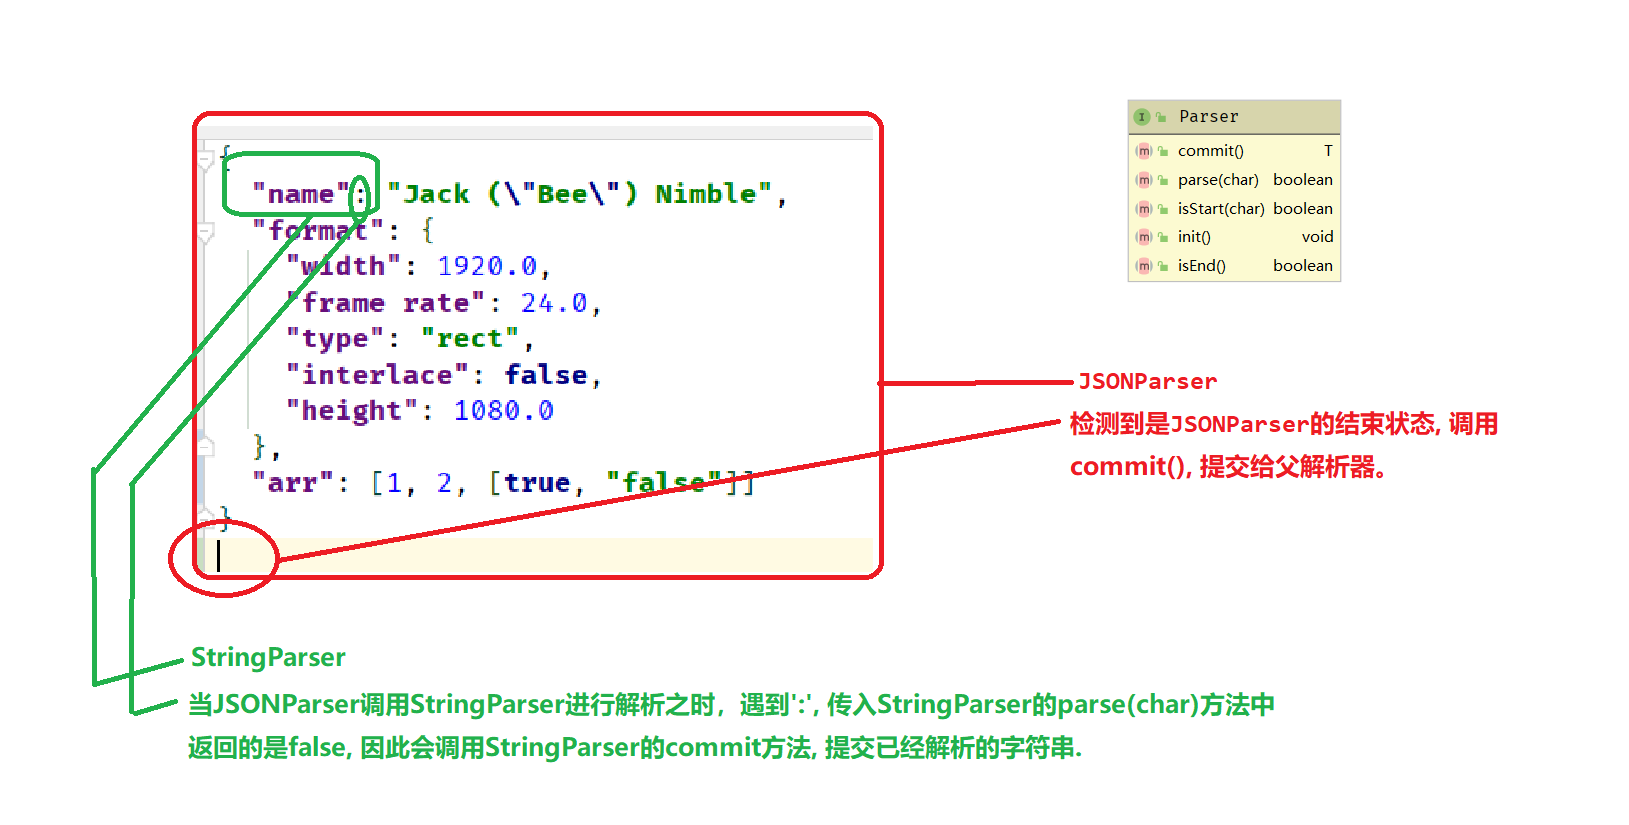 {
"name": "Jack (\"Bee\") Nimble",
"format": {
"width": 1920.0,
"frame rate": 24.0,
"type": "rect",
"interlace": false,
"height": 1080.0
},
"arr": [1, 2, [true, "false"]]
}
I Parser
m commit() T
m parse(char) boolean
m isStart(char) boolean
m init() void
m isEnd() boolean
JSONParser
检测到是JSONParser的结束状态, 调用
commit(), 提交给父解析器。
StringParser
当JSONParser调用StringParser进行解析之时，遇到':', 传入StringParser的parse(char)方法中
返回的是false, 因此会调用StringParser的commit方法, 提交已经解析的字符串.